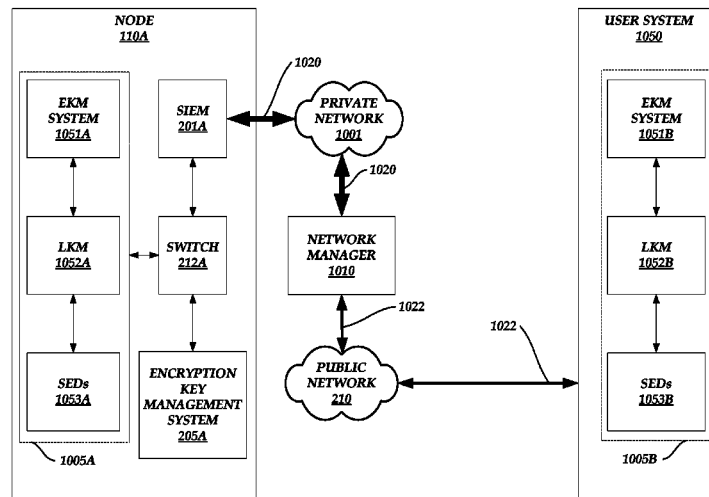 NODE
110A
USER SYSTEM
1050
1020
EKM
SYSTEM
1051A
SIEM
201A
PRIVATE
NETWORK
1001
EKM
SYSTEM
1051B
1020
LKM
1052A
SWITCH
212A
NETWORK
MANAGER
1010
LKM
1052B
1022
1022
SEDs
1053A
ENCRYPTION
KEY
MANAGEMENT
SYSTEM
205A
PUBLIC
NETWORK
210
SEDs
1053B
1005A
1005B